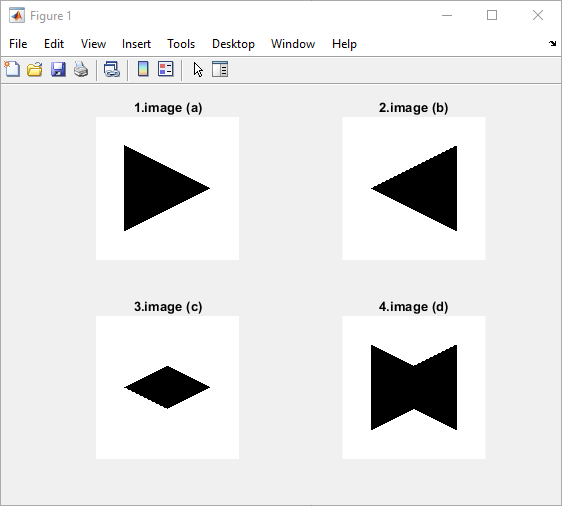 Figure 1
File Edit View Insert Tools Desktop Window Help
1.image (a) 2.image (b)
3.image (c) 4.image (d)